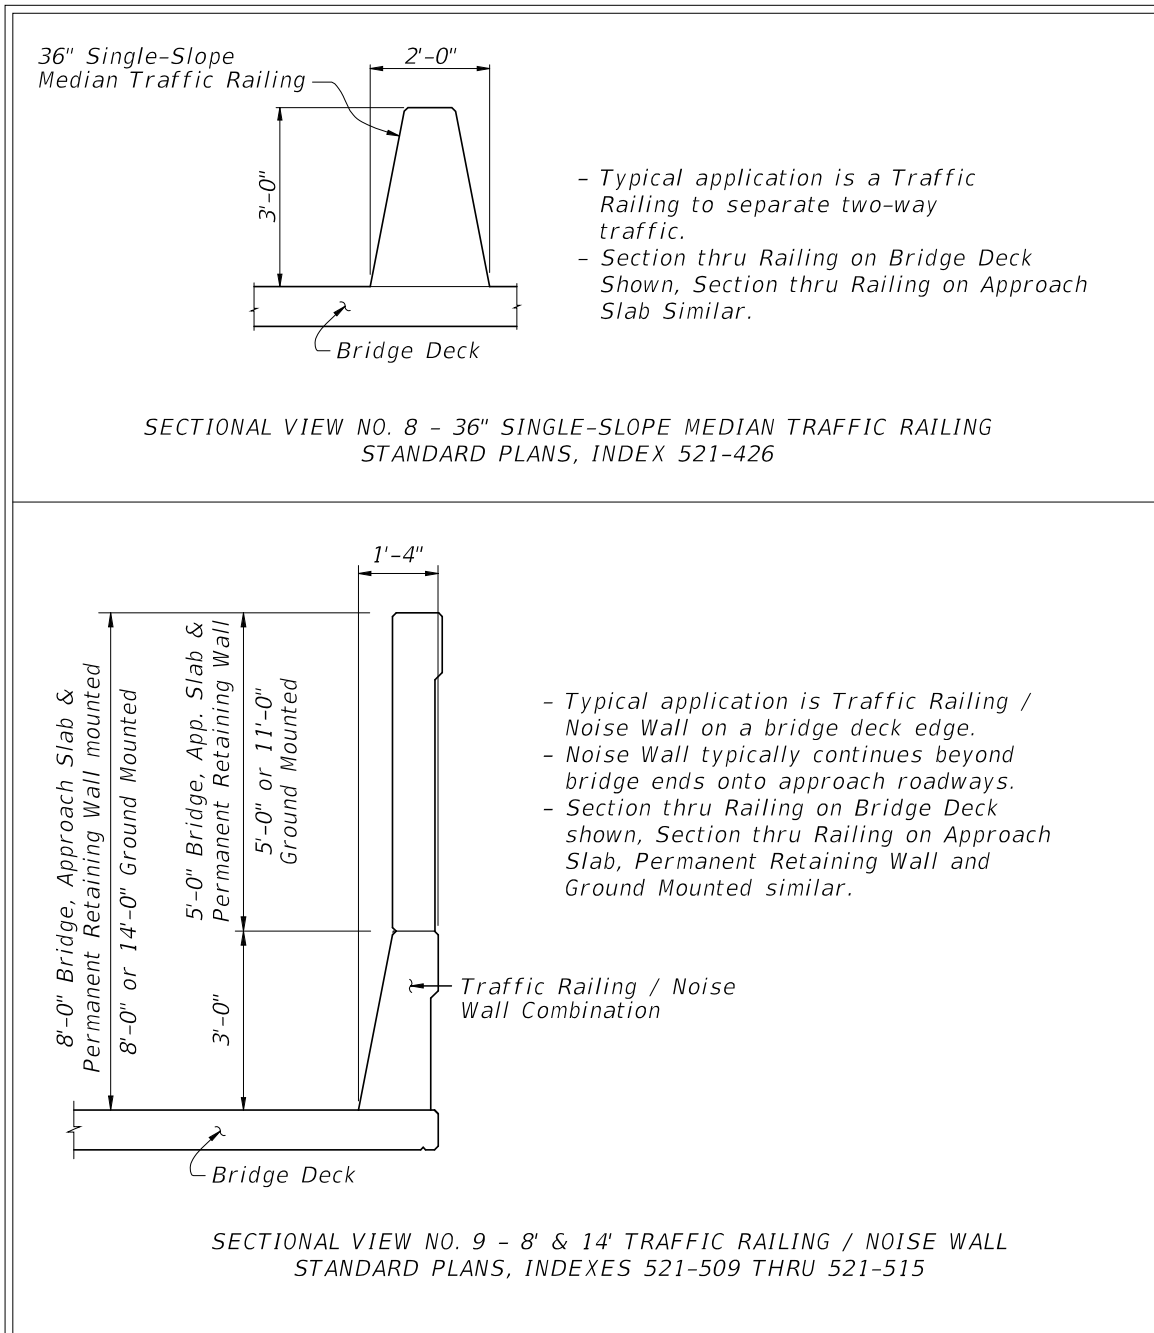 36" Single-Slope
Median Traffic Railing
2'-0"
3'-0"
- Typical application is a Traffic
Railing to separate two-way
traffic.
- Section thru Railing on Bridge Deck
Shown, Section thru Railing on Approach
Slab Similar.
Bridge Deck
SECTIONAL VIEW NO. 8 - 36" SINGLE-SLOPE MEDIAN TRAFFIC RAILING
STANDARD PLANS, INDEX 521-426
1'-4"
8'-0" Bridge, Approach Slab &
Permanent Retaining Wall mounted
8'-0" or 14'-0" Ground Mounted
5'-0" Bridge, App. Slab &
Permanent Retaining Wall
5'-0" or 11'-0"
Ground Mounted
3'-0"
- Typical application is Traffic Railing /
Noise Wall on a bridge deck edge.
- Noise Wall typically continues beyond
bridge ends onto approach roadways.
- Section thru Railing on Bridge Deck
shown, Section thru Railing on Approach
Slab, Permanent Retaining Wall and
Ground Mounted similar.
Traffic Railing / Noise
Wall Combination
Bridge Deck
SECTIONAL VIEW NO. 9 - 8' & 14' TRAFFIC RAILING / NOISE WALL
STANDARD PLANS, INDEXES 521-509 THRU 521-515